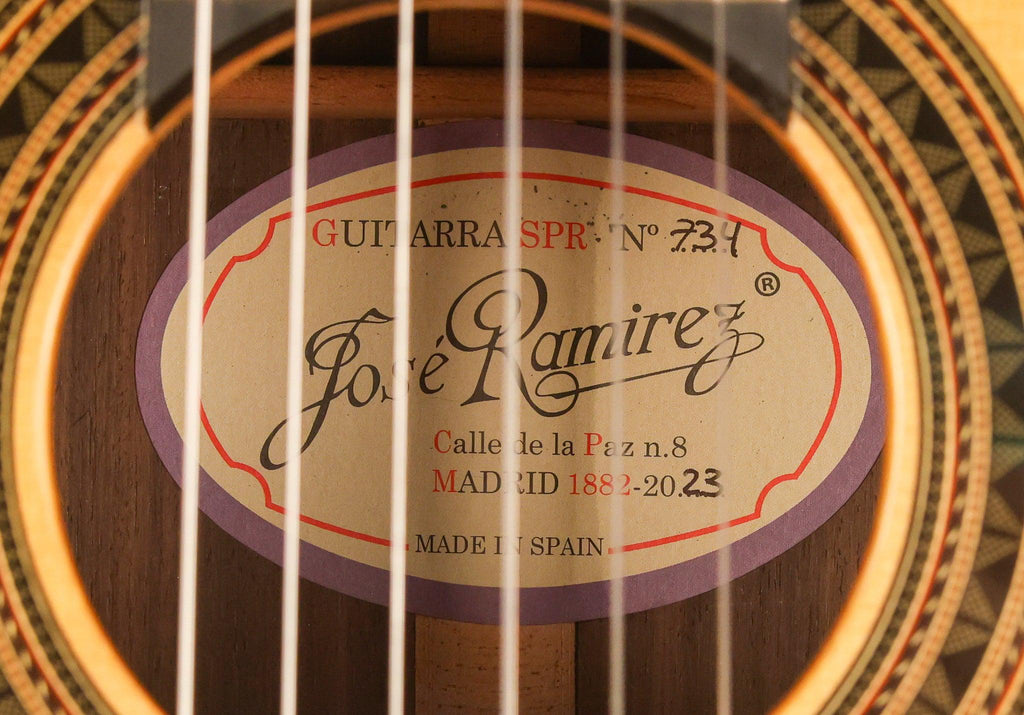 GUITARRA SPR Nº 734
José Ramirez ®
Calle de la Paz n.8
MADRID 1882-2023
MADE IN SPAIN